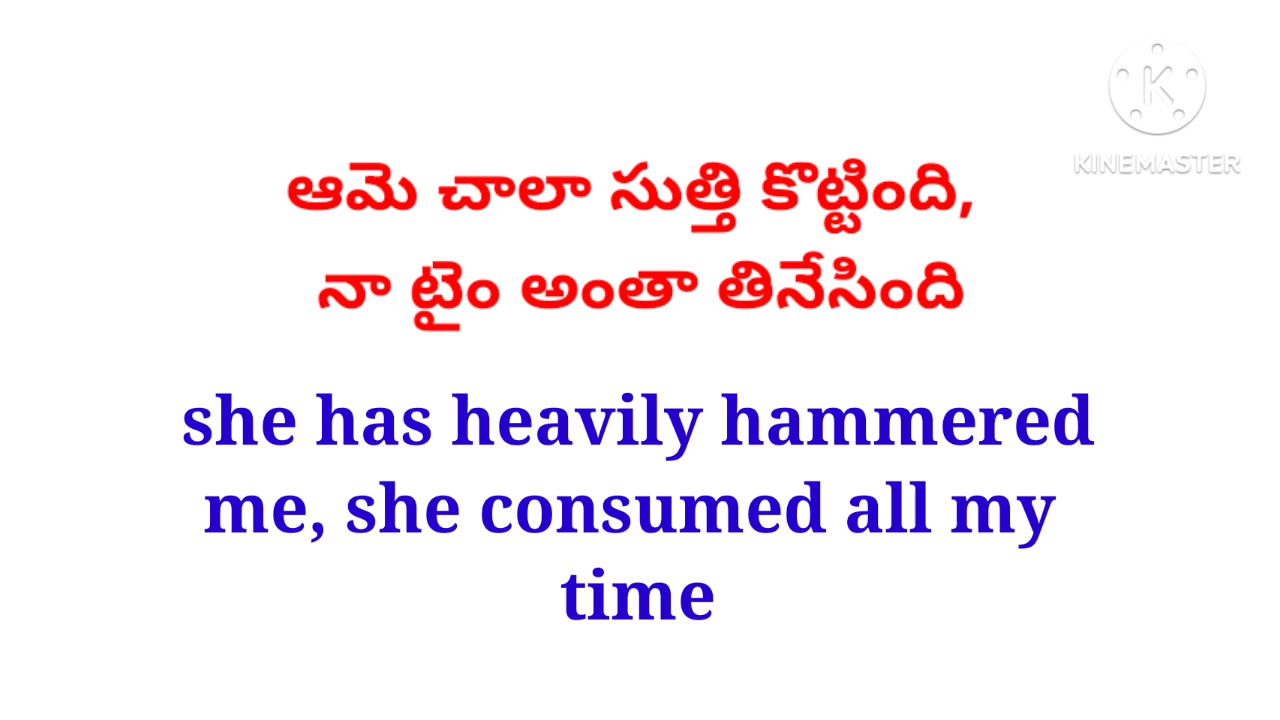 KINEMASTER
ఆమె చాలా సుత్తి కొట్టింది,
నా టైం అంతా తినేసింది
she has heavily hammered
me, she consumed all my
time